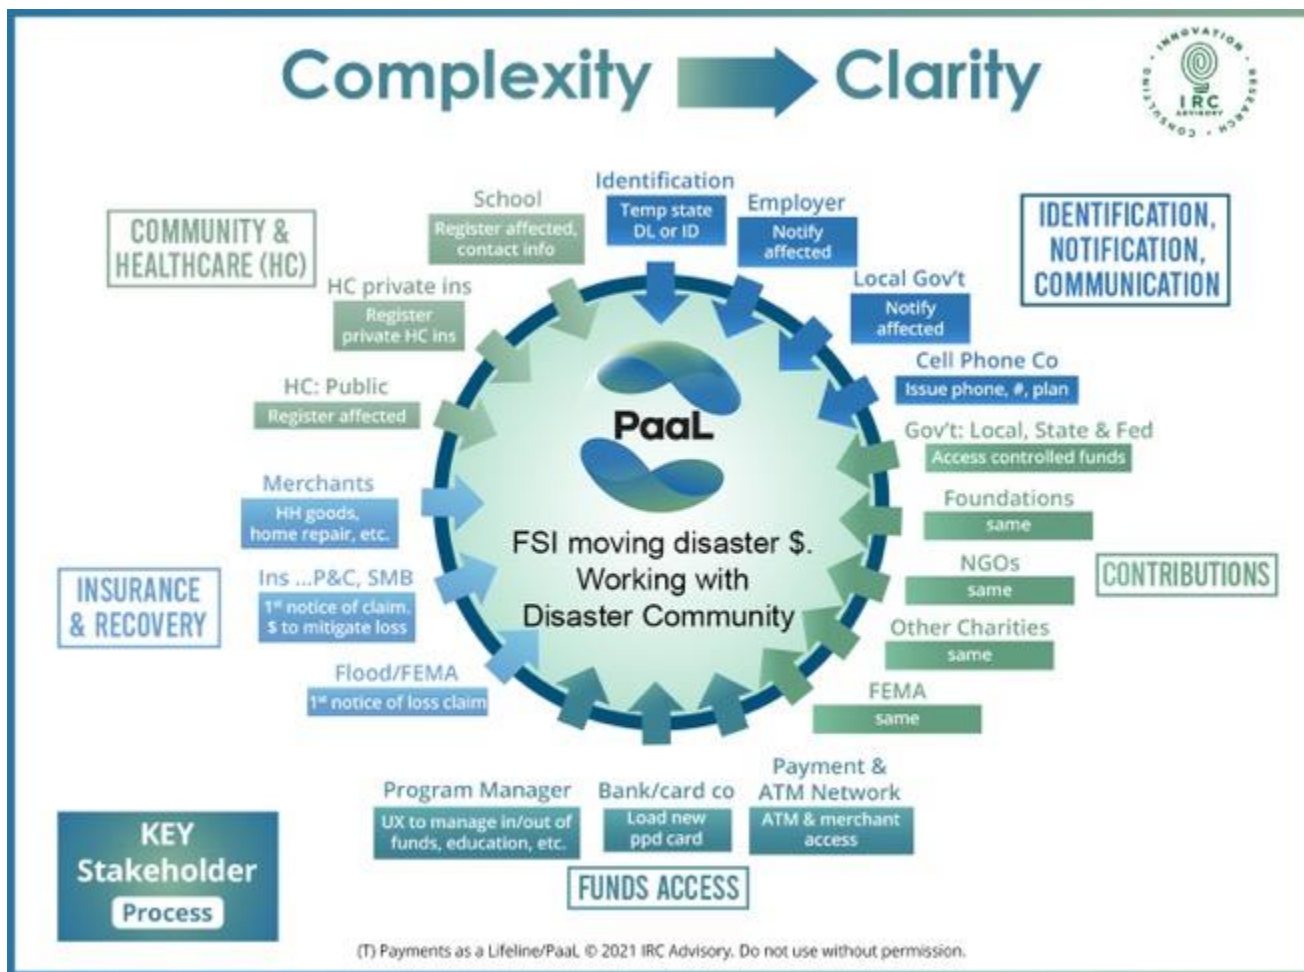 Complexity Clarity
INNOVATION • RESEARCH • CONSULTING •
IRC
ADVISORY
COMMUNITY &
HEALTHCARE (HC)
School
Register affected,
contact info
HC private ins
Register
private HC ins
HC: Public
Register affected
Identification
Temp state
DL or ID
Employer
Notify
affected
Local Gov't
Notify
affected
Cell Phone Co
Issue phone, #, plan
IDENTIFICATION,
NOTIFICATION,
COMMUNICATION
Gov't: Local, State & Fed
Access controlled funds
Foundations
same
NGOs
same
Other Charities
same
FEMA
same
CONTRIBUTIONS
PaaL
FSI moving disaster $.
Working with
Disaster Community
Merchants
HH goods,
home repair, etc.
Ins ...P&C, SMB
1st notice of claim.
$ to mitigate loss
Flood/FEMA
1st notice of loss claim
INSURANCE
& RECOVERY
Program Manager
UX to manage in/out of
funds, education, etc.
Bank/card co
Load new
ppd card
Payment &
ATM Network
ATM & merchant
access
FUNDS ACCESS
KEY
Stakeholder
Process
(T) Payments as a Lifeline/PaaL © 2021 IRC Advisory. Do not use without permission.